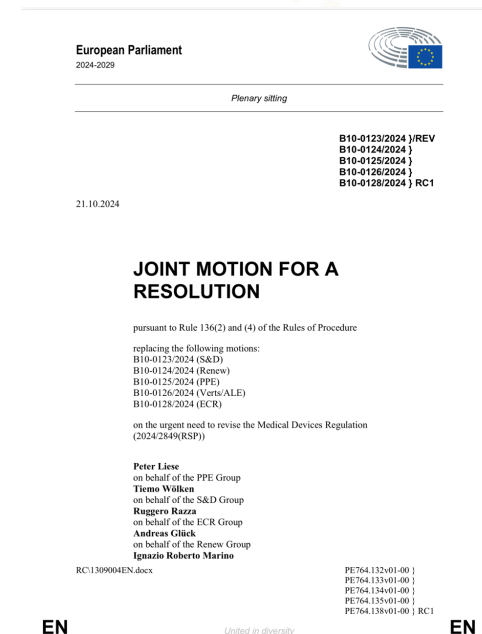 European Parliament
2024-2029
Plenary sitting
B10-0123/2024 }/REV
B10-0124/2024 }
B10-0125/2024 }
B10-0126/2024 }
B10-0128/2024 } RC1
21.10.2024
JOINT MOTION FOR A
RESOLUTION
pursuant to Rule 136(2) and (4) of the Rules of Procedure
replacing the following motions:
B10-0123/2024 (S&D)
B10-0124/2024 (Renew)
B10-0125/2024 (PPE)
B10-0126/2024 (Verts/ALE)
B10-0128/2024 (ECR)
on the urgent need to revise the Medical Devices Regulation
(2024/2849(RSP))
Peter Liese
on behalf of the PPE Group
Tiemo Wölken
on behalf of the S&D Group
Ruggero Razza
on behalf of the ECR Group
Andreas Glück
on behalf of the Renew Group
Ignazio Roberto Marino
RC\1309004EN.docx
PE764.132v01-00 }
PE764.133v01-00 }
PE764.134v01-00 }
PE764.135v01-00 }
PE764.138v01-00 } RC1
EN
United in diversity
EN